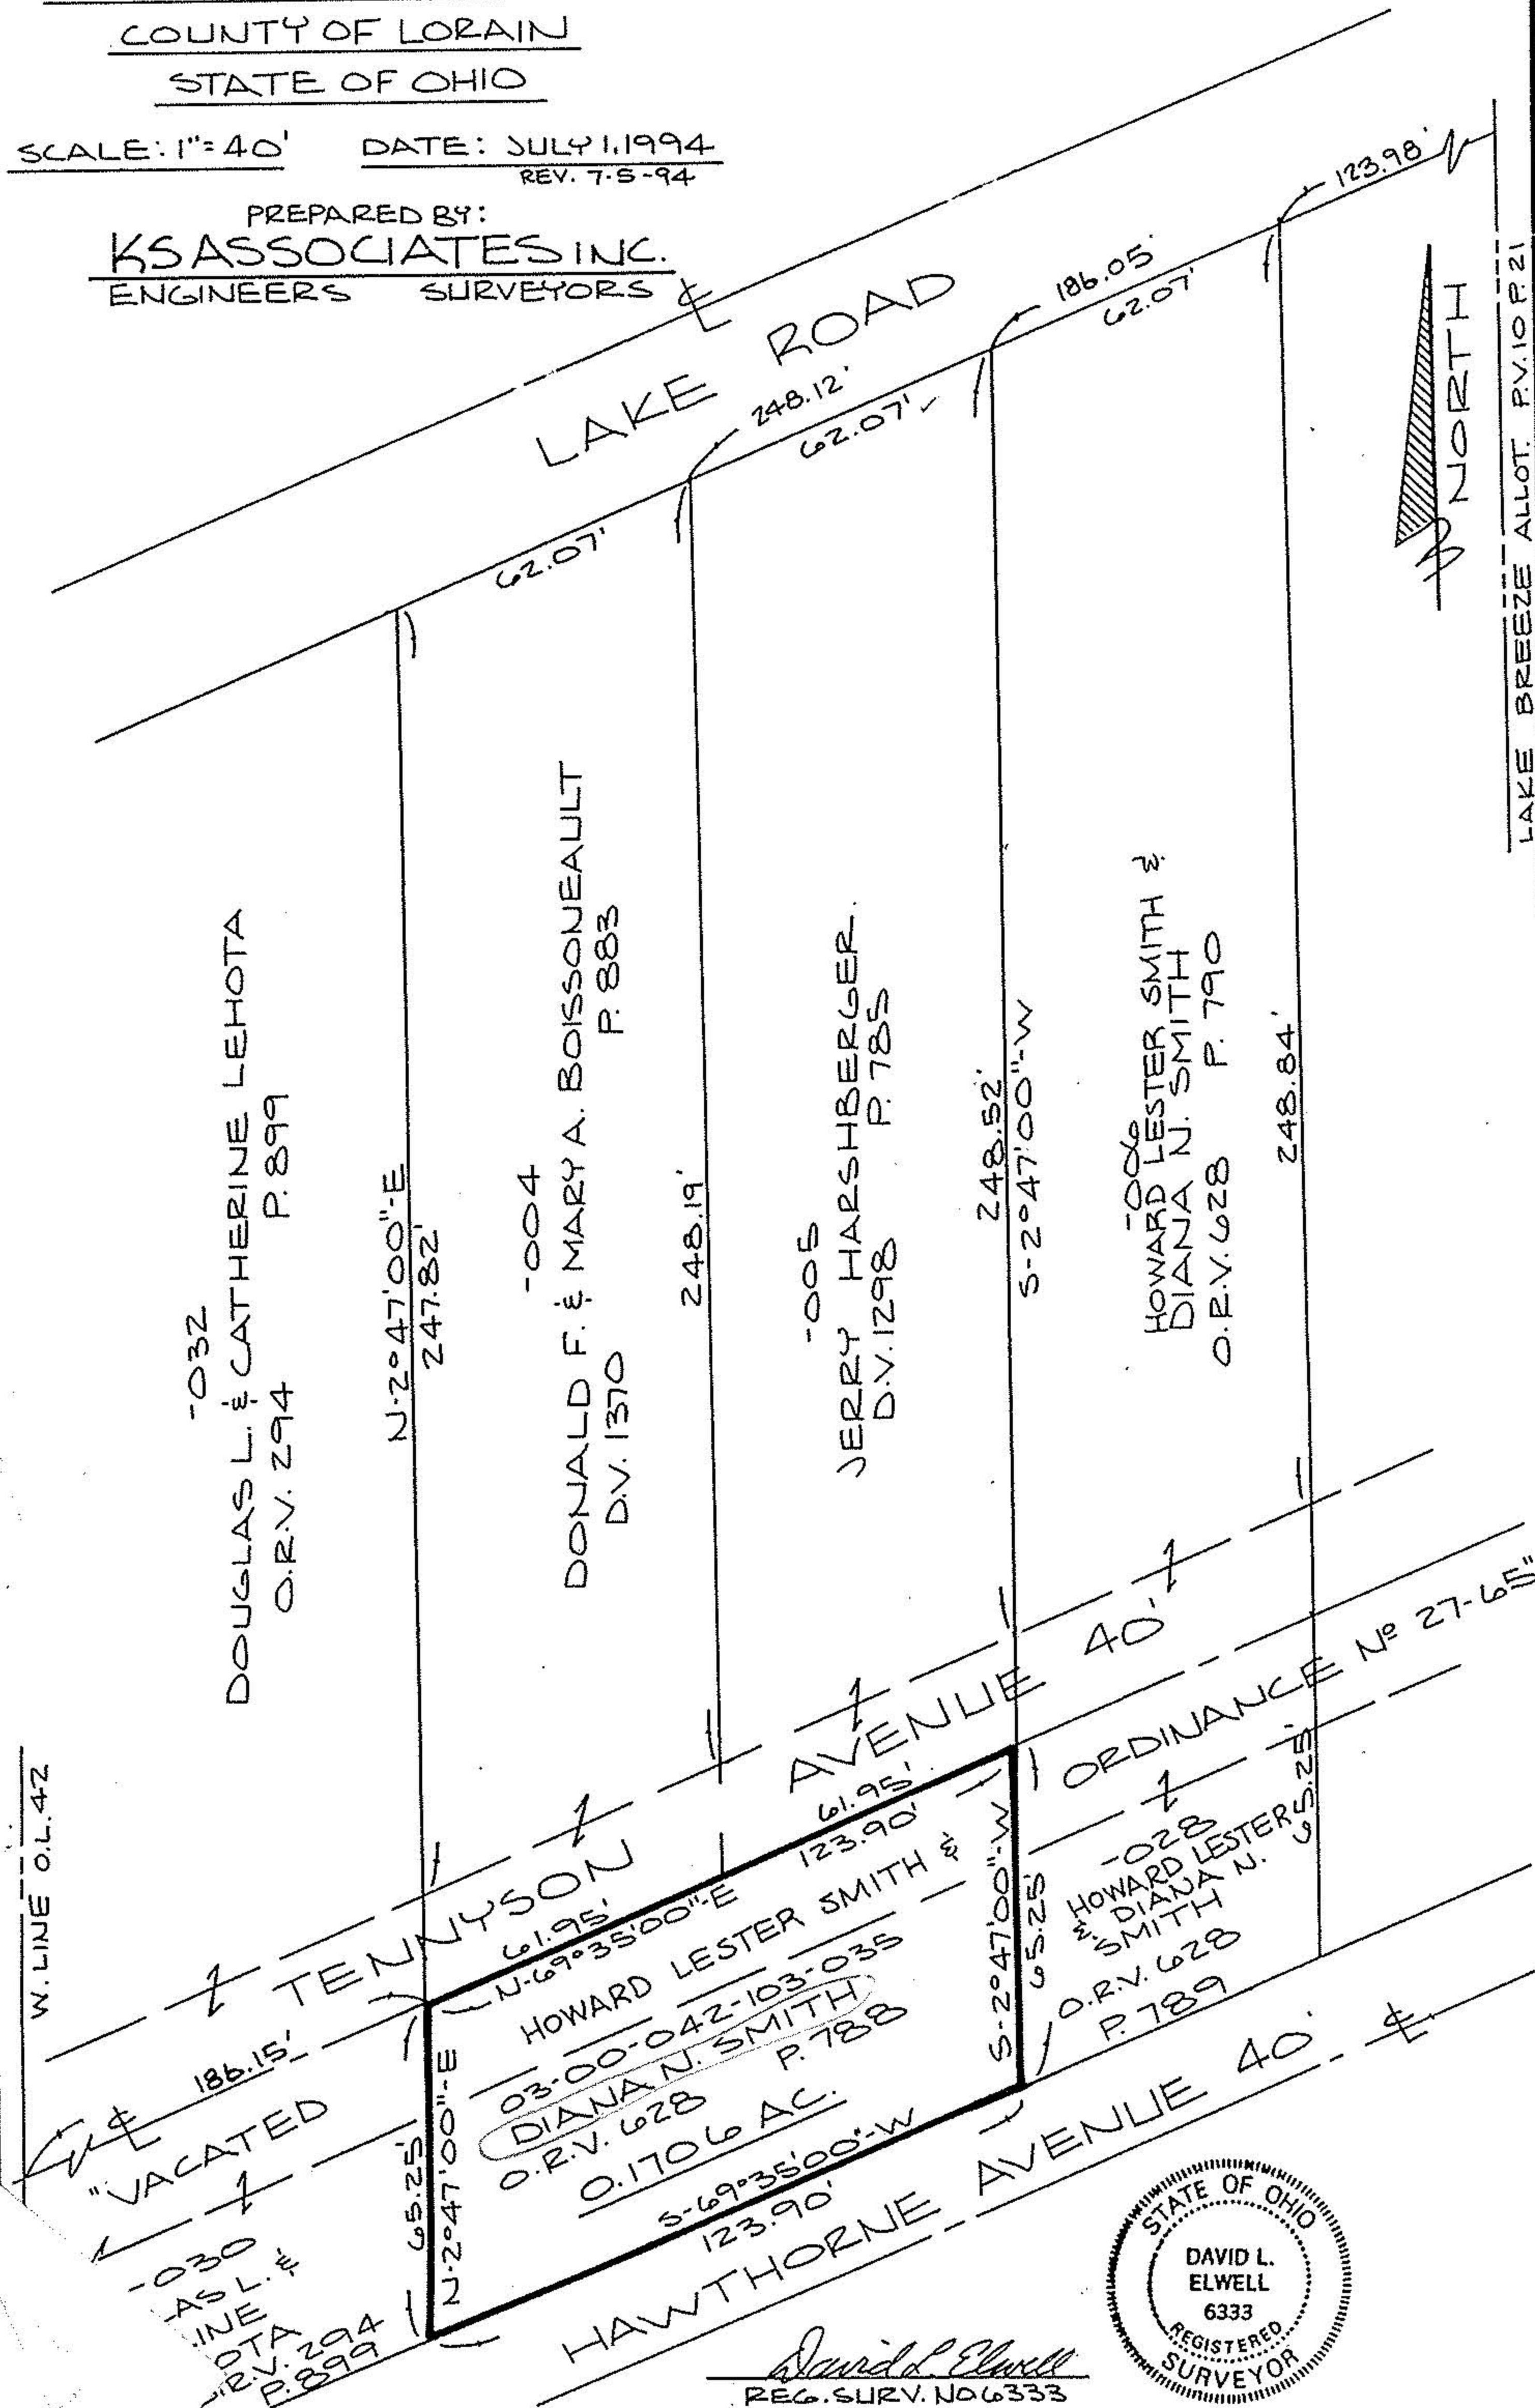 COUNTY OF LORAIN
STATE OF OHIO
SCALE: 1"=40'
DATE: JULY 1, 1994
REV. 7-5-94
PREPARED BY:
KS ASSOCIATES INC.
ENGINEERS SURVEYORS
LAKE ROAD
123.98'
186.05'
62.07'
248.12'
62.07'
62.07'
NORTH
LAKE BREEZE ALLOT. P.V. 10 P. 21
-032
DOUGLAS L. & CATHERINE LEHOTA
O.R.V. 294 P. 899
N-2°47'00"-E
247.82'
-004
DONALD F. & MARY A. BOISSONEAULT
D.V. 1370 P. 883
248.19'
-005
JERRY HARSHBERGER.
D.V. 1298 P. 785
248.52'
S-2°47'00"-W
-006
HOWARD LESTER SMITH &
DIANA N. SMITH
O.R.V. 628 P. 790
248.84'
W. LINE O.L. 42
"VACATED TENNYSON AVENUE 40' ORDINANCE Nº 27-65"
186.15'
61.95'
61.95'
123.90'
N-69°35'00"-E
HOWARD LESTER SMITH &
03-00-042-103-035
DIANA N. SMITH
O.R.V. 628 P. 788
0.1706 AC.
S-69°35'00"-W
123.90'
65.25'
N-2°47'00"-E
S-2°47'00"-W
65.25'
65.25'
-028
HOWARD LESTER
& DIANA N.
SMITH
O.R.V. 628
P. 789
-030
AS L. &
INE
OTA
R.V. 294
P. 899
HAWTHORNE AVENUE 40'
David L. Elwell
REG. SURV. NO 6333
STATE OF OHIO
DAVID L.
ELWELL
6333
REGISTERED
SURVEYOR